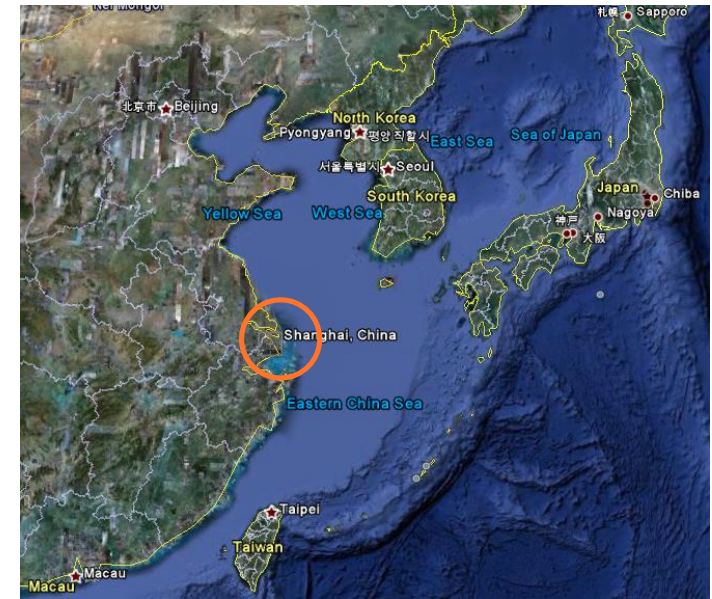 Nei Mongol
札幌 Sapporo
北京市 Beijing
North Korea
Pyongyang 평양 직할시
East Sea
Sea of Japan
서울특별시 Seoul
South Korea
Japan
Chiba
Yellow Sea
West Sea
Nagoya
神戸
大阪
Shanghai, China
Eastern China Sea
Taipei
Taiwan
Macau
Macau